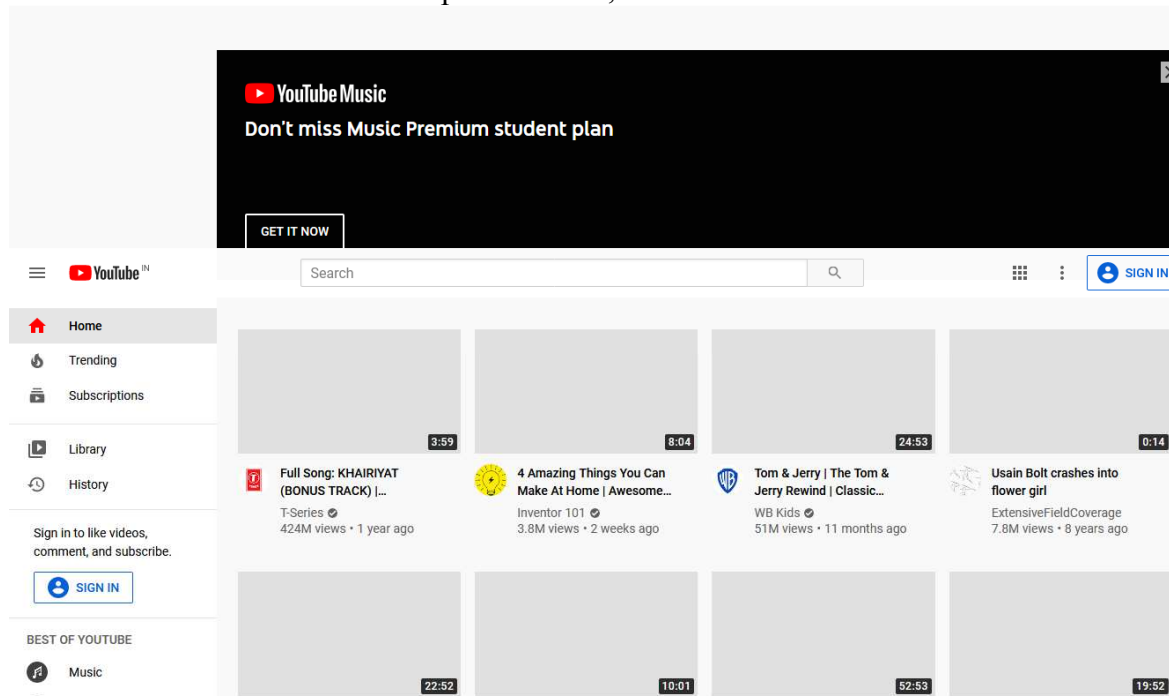 YouTube Music
Don't miss Music Premium student plan
GET IT NOW
YouTube IN
Search
SIGN IN
Home
Trending
Subscriptions
Library
History
Sign in to like videos,
comment, and subscribe.
SIGN IN
BEST OF YOUTUBE
Music
3:59
Full Song: KHAIRIYAT
(BONUS TRACK) |...
T-Series
424M views • 1 year ago
8:04
4 Amazing Things You Can
Make At Home | Awesome...
Inventor 101
3.8M views • 2 weeks ago
24:53
Tom & Jerry | The Tom &
Jerry Rewind | Classic...
WB Kids
51M views • 11 months ago
0:14
Usain Bolt crashes into
flower girl
ExtensiveFieldCoverage
7.8M views • 8 years ago
22:52
10:01
52:53
19:52